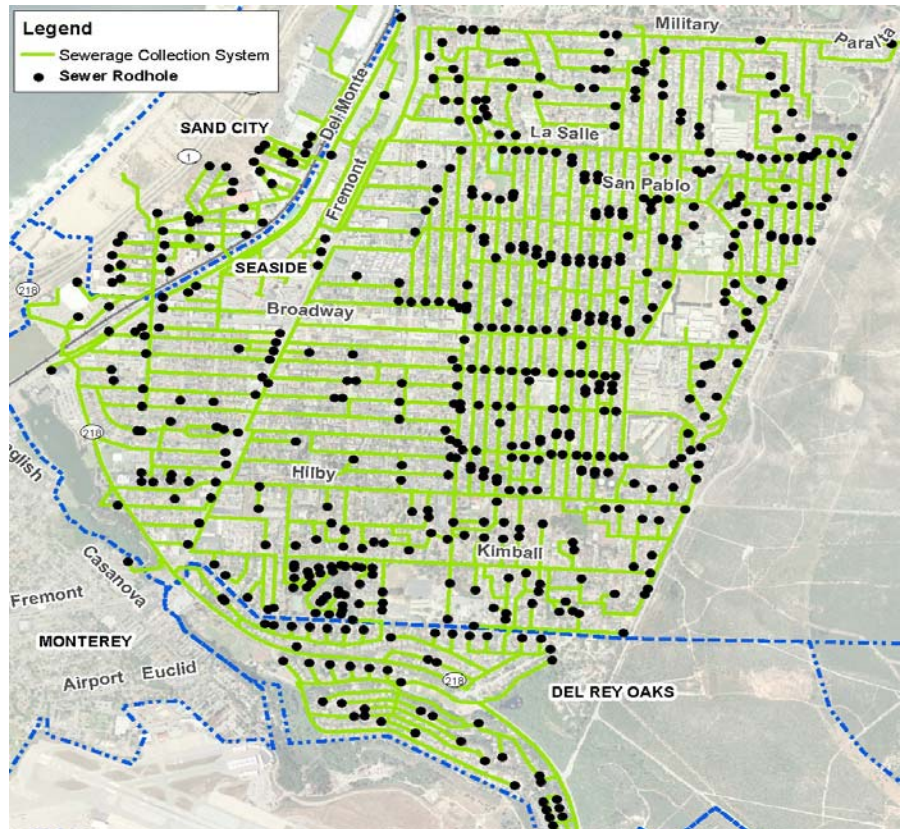 Legend
Sewerage Collection System
Sewer Rodhole
Military
Paralta
Del Monte
SAND CITY
La Salle
1
San Pablo
Fremont
SEASIDE
218
Broadway
218
Hilby
English
Kimball
Casanova
Fremont
MONTEREY
Airport Euclid
218
DEL REY OAKS